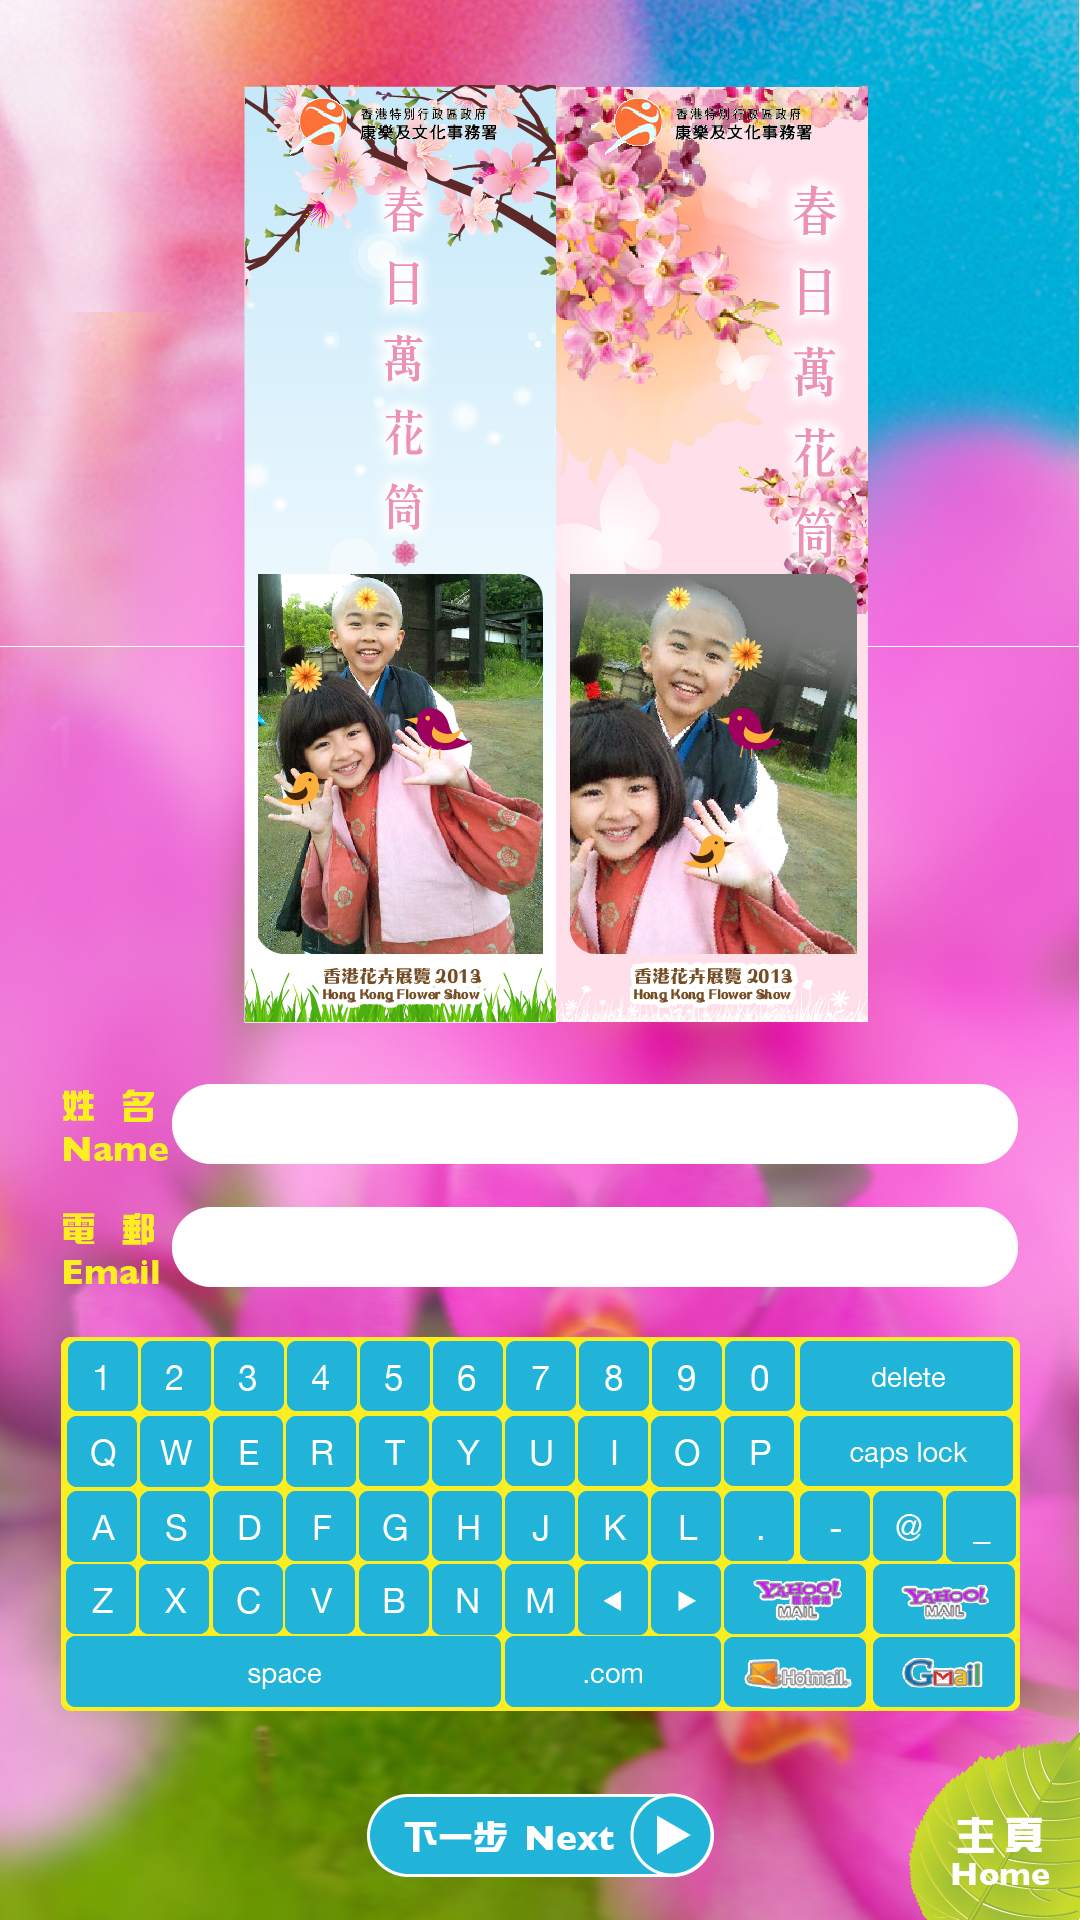 香港特別行政區政府
康樂及文化事務署
春日萬花筒
香港花卉展覽 2013
Hong Kong Flower Show
香港特別行政區政府
康樂及文化事務署
春日萬花筒
香港花卉展覽 2013
Hong Kong Flower Show
姓 名
Name
電 郵
Email
1 2 3 4 5 6 7 8 9 0 delete
Q W E R T Y U I O P caps lock
A S D F G H J K L . - @ _
Z X C V B N M YAHOO! 雅虎香港 MAIL YAHOO! MAIL
space .com Hotmail Gmail
下一步 Next
主頁
Home